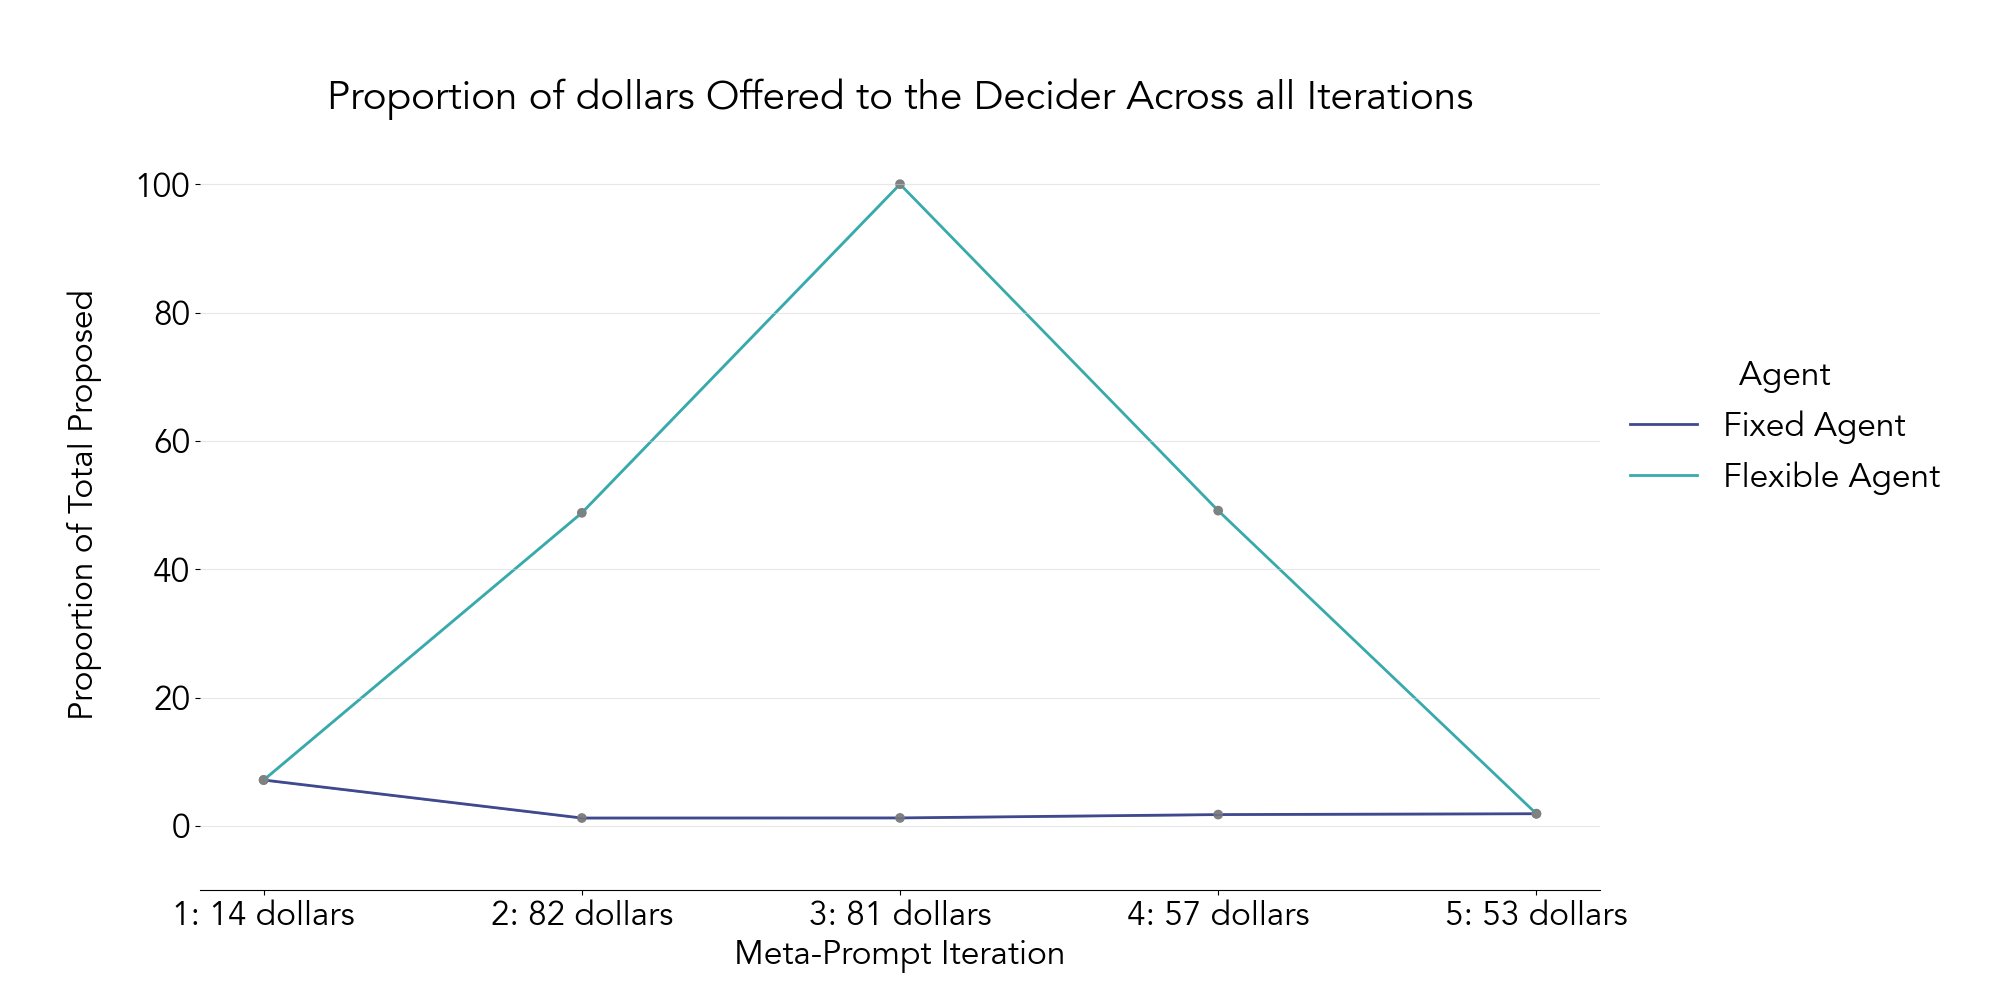 Proportion of dollars Offered to the Decider Across all Iterations
Proportion of Total Proposed
100
80
60
40
20
0
1: 14 dollars
2: 82 dollars
3: 81 dollars
4: 57 dollars
5: 53 dollars
Meta-Prompt Iteration
Agent
Fixed Agent
Flexible Agent